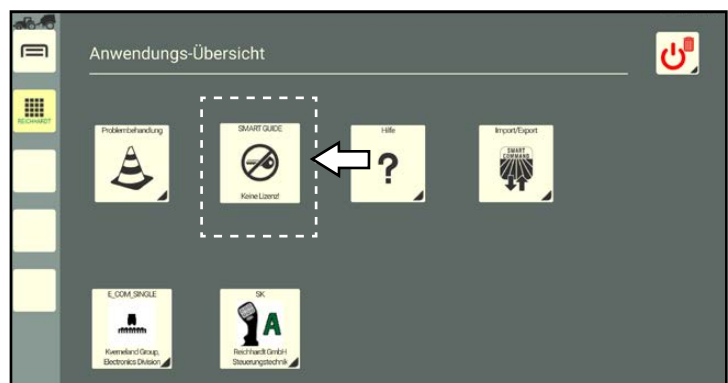 Anwendungs-Übersicht
REICHHARDT
Problembehandlung
SMART GUIDE
Keine Lizenz!
Hilfe
?
Import/Export
SMART
COMMAND
E_COM_SINGLE
Kverneland Group,
Electronics Division
SK
A
Reichhardt GmbH
Steuerungstechnik